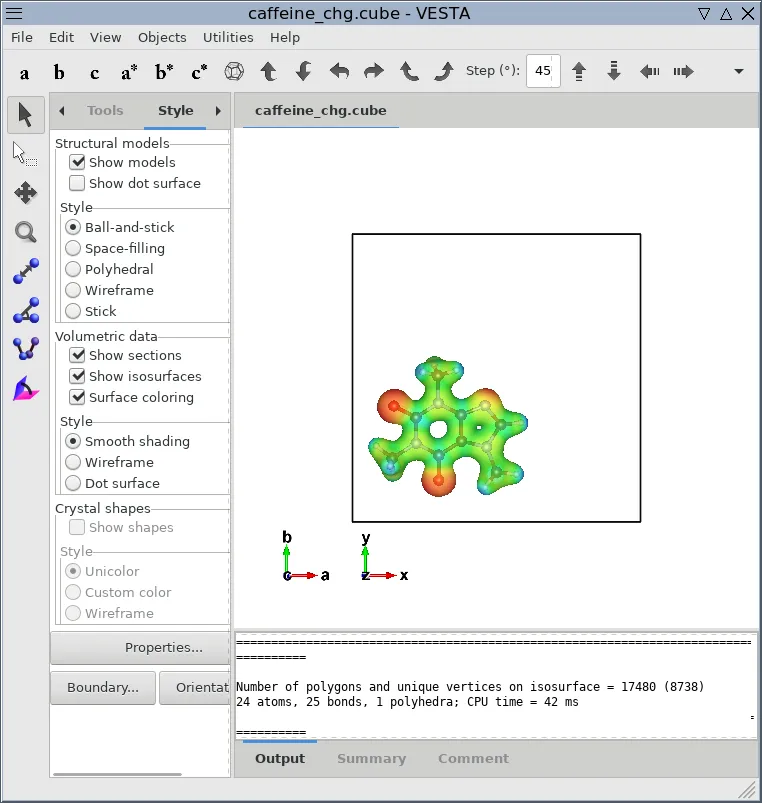 caffeine_chg.cube - VESTA
File Edit View Objects Utilities Help
a b c a* b* c* Step (°): 45
Tools Style
caffeine_chg.cube
Structural models
Show models
Show dot surface
Style
Ball-and-stick
Space-filling
Polyhedral
Wireframe
Stick
Volumetric data
Show sections
Show isosurfaces
Surface coloring
Style
Smooth shading
Wireframe
Dot surface
Crystal shapes
Show shapes
Style
Unicolor
Custom color
Wireframe
Properties...
Boundary... Orientat
b y
c a z x
Number of polygons and unique vertices on isosurface = 17480 (8738)
24 atoms, 25 bonds, 1 polyhedra; CPU time = 42 ms
Output Summary Comment